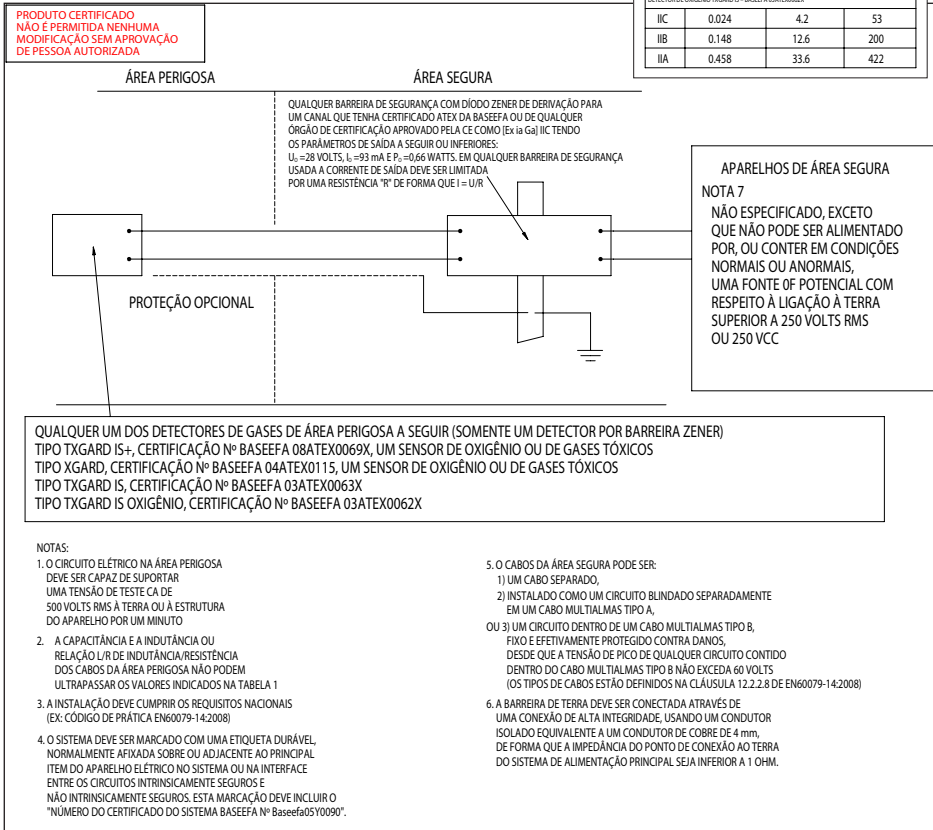 PRODUTO CERTIFICADO
NÃO É PERMITIDA NENHUMA
MODIFICAÇÃO SEM APROVAÇÃO
DE PESSOA AUTORIZADA
IIC 0.024 4.2 53
IIB 0.148 12.6 200
IIA 0.458 33.6 422
ÁREA PERIGOSA
ÁREA SEGURA
QUALQUER BARREIRA DE SEGURANÇA COM DÍODO ZENER DE DERIVAÇÃO PARA
UM CANAL QUE TENHA CERTIFICADO ATEX DA BASEEFA OU DE QUALQUER
ÓRGÃO DE CERTIFICAÇÃO APROVADO PELA CE COMO [Ex ia Ga] IIC TENDO
OS PARÂMETROS DE SAÍDA A SEGUIR OU INFERIORES:
U₀ =28 VOLTS, I₀ =93 mA E P₀ =0,66 WATTS. EM QUALQUER BARREIRA DE SEGURANÇA
USADA A CORRENTE DE SAÍDA DEVE SER LIMITADA
POR UMA RESISTÊNCIA "R" DE FORMA QUE I = U/R
APARELHOS DE ÁREA SEGURA
NOTA 7
NÃO ESPECIFICADO, EXCETO
QUE NÃO PODE SER ALIMENTADO
POR, OU CONTER EM CONDIÇÕES
NORMAIS OU ANORMAIS,
UMA FONTE 0F POTENCIAL COM
RESPEITO À LIGAÇÃO À TERRA
SUPERIOR A 250 VOLTS RMS
OU 250 VCC
PROTEÇÃO OPCIONAL
QUALQUER UM DOS DETECTORES DE GASES DE ÁREA PERIGOSA A SEGUIR (SOMENTE UM DETECTOR POR BARREIRA ZENER)
TIPO TXGARD IS+, CERTIFICAÇÃO Nº BASEEFA 08ATEX0069X, UM SENSOR DE OXIGÊNIO OU DE GASES TÓXICOS
TIPO XGARD, CERTIFICAÇÃO Nº BASEEFA 04ATEX0115, UM SENSOR DE OXIGÊNIO OU DE GASES TÓXICOS
TIPO TXGARD IS, CERTIFICAÇÃO Nº BASEEFA 03ATEX0063X
TIPO TXGARD IS OXIGÊNIO, CERTIFICAÇÃO Nº BASEEFA 03ATEX0062X
NOTAS:
1. O CIRCUITO ELÉTRICO NA ÁREA PERIGOSA
DEVE SER CAPAZ DE SUPORTAR
UMA TENSÃO DE TESTE CA DE
500 VOLTS RMS À TERRA OU À ESTRUTURA
DO APARELHO POR UM MINUTO
2. A CAPACITÂNCIA E A INDUTÂNCIA OU
RELAÇÃO L/R DE INDUTÂNCIA/RESISTÊNCIA
DOS CABOS DA ÁREA PERIGOSA NÃO PODEM
ULTRAPASSAR OS VALORES INDICADOS NA TABELA 1
3. A INSTALAÇÃO DEVE CUMPRIR OS REQUISITOS NACIONAIS
(EX: CÓDIGO DE PRÁTICA EN60079-14:2008)
4. O SISTEMA DEVE SER MARCADO COM UMA ETIQUETA DURÁVEL,
NORMALMENTE AFIXADA SOBRE OU ADJACENTE AO PRINCIPAL
ITEM DO APARELHO ELÉTRICO NO SISTEMA OU NA INTERFACE
ENTRE OS CIRCUITOS INTRINSICAMENTE SEGUROS E
NÃO INTRINSICAMENTE SEGUROS. ESTA MARCAÇÃO DEVE INCLUIR O
"NÚMERO DO CERTIFICADO DO SISTEMA BASEEFA Nº Baseefa05Y0090".
5. O CABOS DA ÁREA SEGURA PODE SER:
1) UM CABO SEPARADO,
2) INSTALADO COMO UM CIRCUITO BLINDADO SEPARADAMENTE
EM UM CABO MULTIALMAS TIPO A,
OU 3) UM CIRCUITO DENTRO DE UM CABO MULTIALMAS TIPO B,
FIXO E EFETIVAMENTE PROTEGIDO CONTRA DANOS,
DESDE QUE A TENSÃO DE PICO DE QUALQUER CIRCUITO CONTIDO
DENTRO DO CABO MULTIALMAS TIPO B NÃO EXCEDA 60 VOLTS
(OS TIPOS DE CABOS ESTÃO DEFINIDOS NA CLÁUSULA 12.2.2.8 DE EN60079-14:2008)
6. A BARREIRA DE TERRA DEVE SER CONECTADA ATRAVÉS DE
UMA CONEXÃO DE ALTA INTEGRIDADE, USANDO UM CONDUTOR
ISOLADO EQUIVALENTE A UM CONDUTOR DE COBRE DE 4 mm,
DE FORMA QUE A IMPEDÂNCIA DO PONTO DE CONEXÃO AO TERRA
DO SISTEMA DE ALIMENTAÇÃO PRINCIPAL SEJA INFERIOR A 1 OHM.